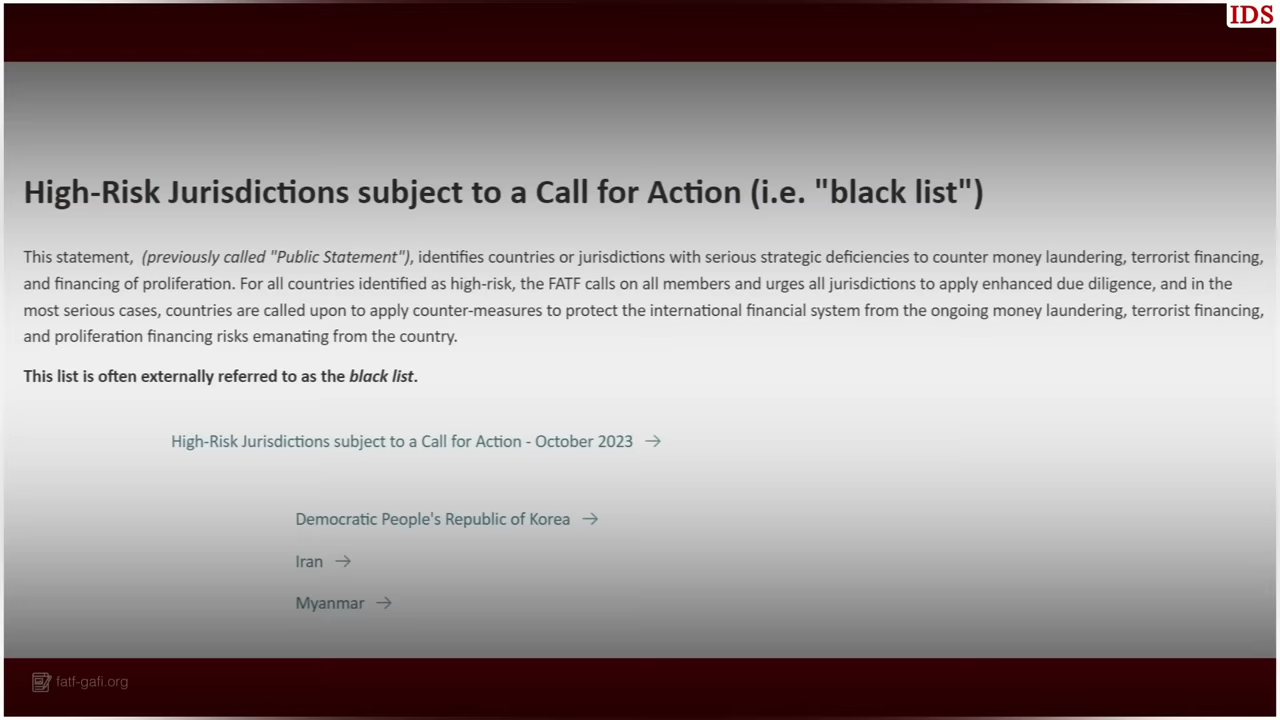 IDS
High-Risk Jurisdictions subject to a Call for Action (i.e. "black list")
This statement, (previously called "Public Statement"), identifies countries or jurisdictions with serious strategic deficiencies to counter money laundering, terrorist financing,
and financing of proliferation. For all countries identified as high-risk, the FATF calls on all members and urges all jurisdictions to apply enhanced due diligence, and in the
most serious cases, countries are called upon to apply counter-measures to protect the international financial system from the ongoing money laundering, terrorist financing,
and proliferation financing risks emanating from the country.
This list is often externally referred to as the black list.
High-Risk Jurisdictions subject to a Call for Action - October 2023 →
Democratic People's Republic of Korea →
Iran →
Myanmar →
fatf-gafi.org